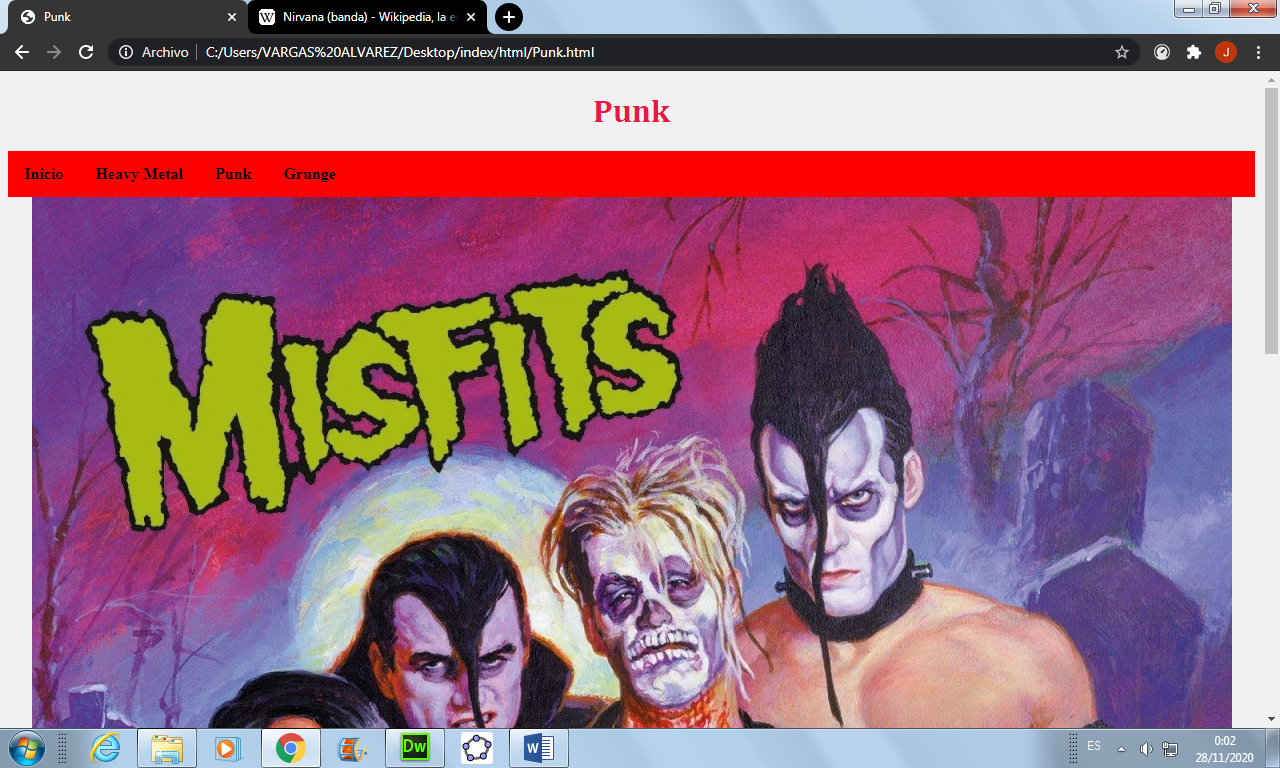 Punk
Nirvana (banda) - Wikipedia, la e
Archivo
C:/Users/VARGAS%20ALVAREZ/Desktop/index/html/Punk.html
J
Punk
Inicio Heavy Metal Punk Grunge
MISFITS
Dw
W
ES
0:02
28/11/2020